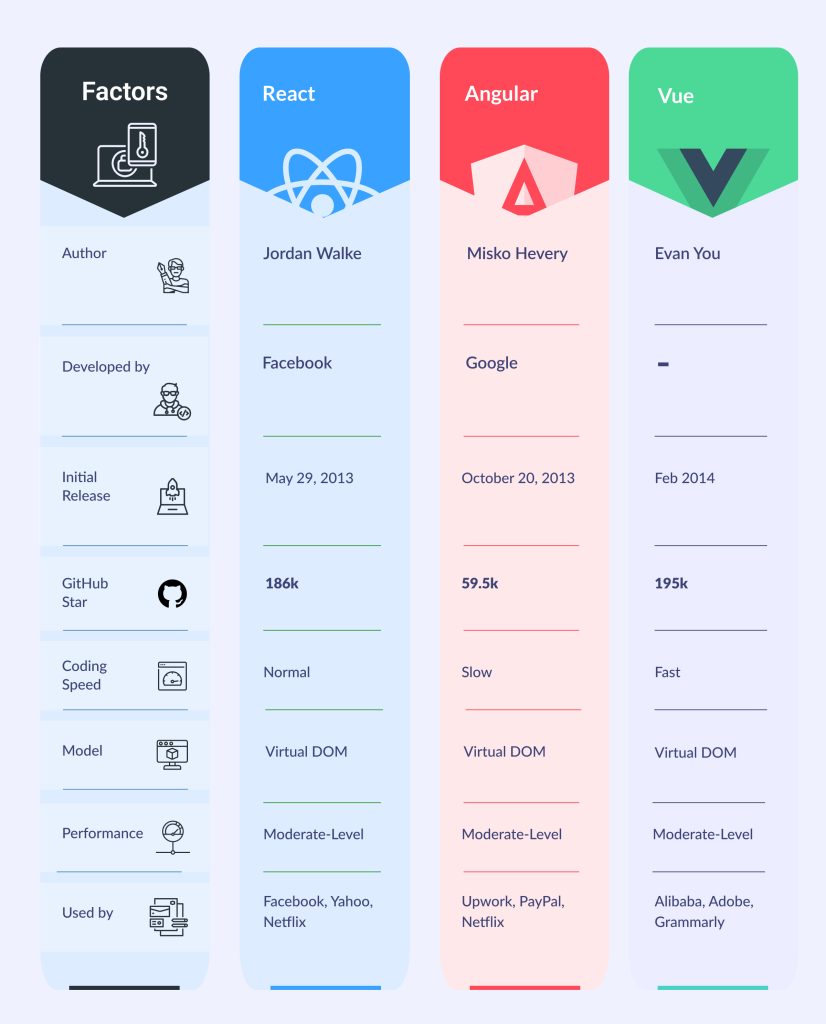 Factors
React
Angular
Vue
Author
Jordan Walke
Misko Hevery
Evan You
Developed by
Facebook
Google
-
Initial
Release
May 29, 2013
October 20, 2013
Feb 2014
GitHub
Star
186k
59.5k
195k
Coding
Speed
Normal
Slow
Fast
Model
Virtual DOM
Virtual DOM
Virtual DOM
Performance
Moderate-Level
Moderate-Level
Moderate-Level
Used by
Facebook, Yahoo,
Netflix
Upwork, PayPal,
Netflix
Alibaba, Adobe,
Grammarly